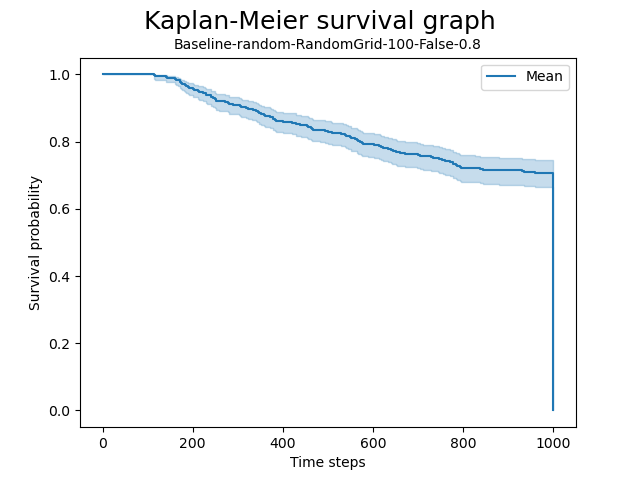 Kaplan-Meier survival graph
Baseline-random-RandomGrid-100-False-0.8
Mean
Survival probability
1.0
0.8
0.6
0.4
0.2
0.0
0 200 400 600 800 1000
Time steps